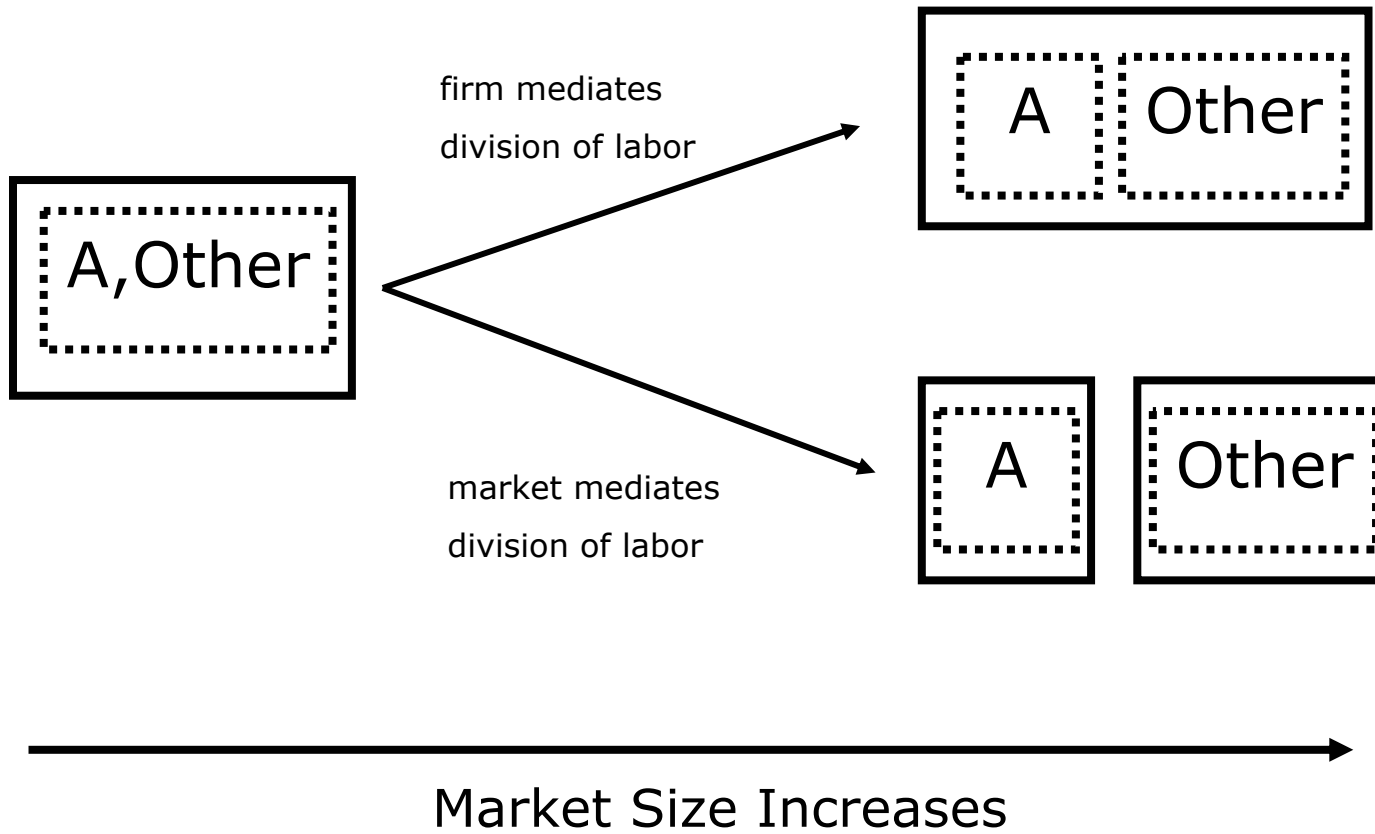 firm mediates
division of labor
A Other
A,Other
A Other
market mediates
division of labor
Market Size Increases